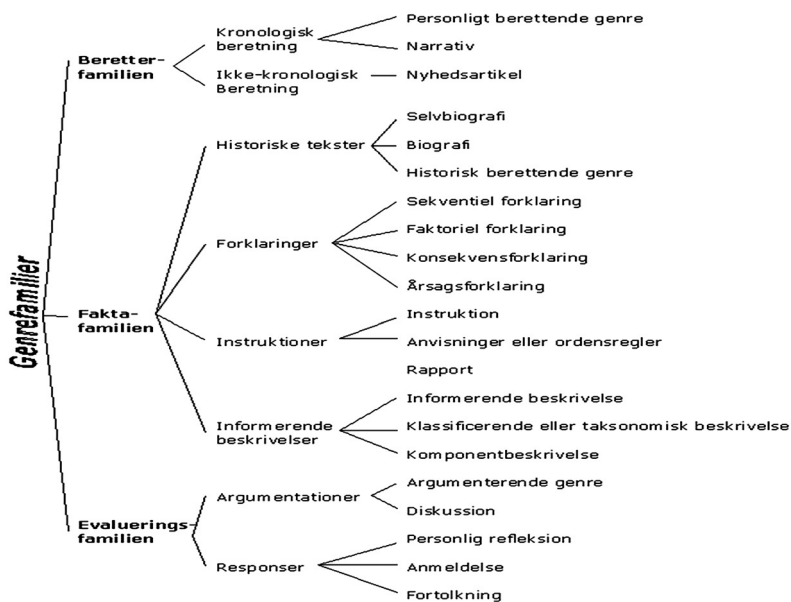 Genrefamilier
Beretter-
familien
Kronologisk
beretning
Personligt berettende genre
Narrativ
Ikke-kronologisk
Beretning
Nyhedsartikel
Fakta-
familien
Historiske tekster
Selvbiografi
Biografi
Historisk berettende genre
Forklaringer
Sekventiel forklaring
Faktoriel forklaring
Konsekvensforklaring
Årsagsforklaring
Instruktioner
Instruktion
Anvisninger eller ordensregler
Rapport
Informerende
beskrivelser
Informerende beskrivelse
Klassificerende eller taksonomisk beskrivelse
Komponentbeskrivelse
Evaluerings-
familien
Argumentationer
Argumenterende genre
Diskussion
Responser
Personlig refleksion
Anmeldelse
Fortolkning